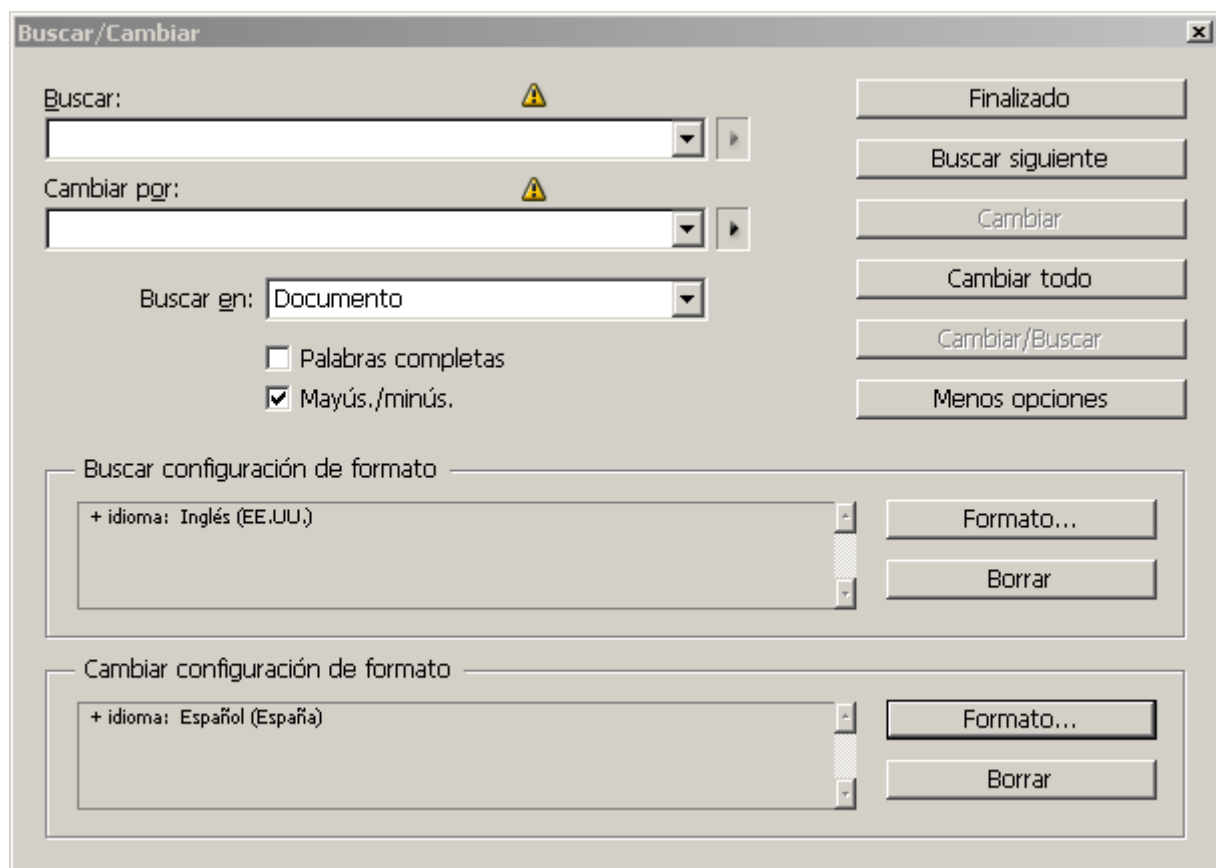 Buscar/Cambiar
Buscar:
Finalizado
Buscar siguiente
Cambiar por:
Cambiar
Buscar en: Documento
Cambiar todo
Palabras completas
Cambiar/Buscar
Mayús./minús.
Menos opciones
Buscar configuración de formato
+ idioma: Inglés (EE.UU.)
Formato...
Borrar
Cambiar configuración de formato
+ idioma: Español (España)
Formato...
Borrar